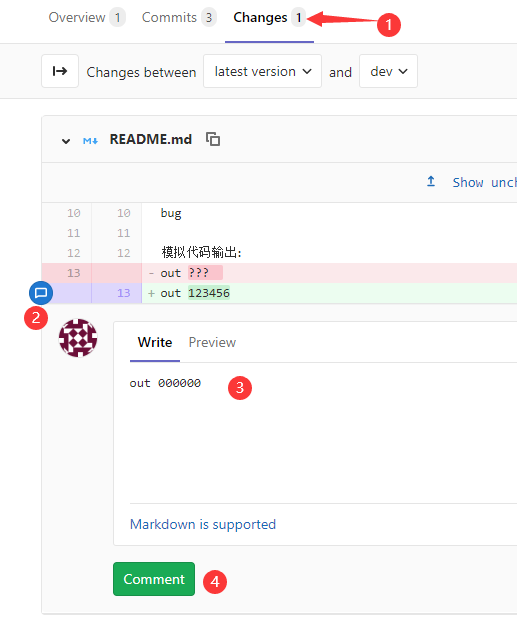 Overview 1 Commits 3 Changes 1 1
Changes between latest version and dev
M↓ README.md
Show unch
10 10 bug
11 11
12 12 模拟代码输出:
13 - out ???
13 + out 123456
2
Write Preview
out 000000 3
Markdown is supported
Comment 4